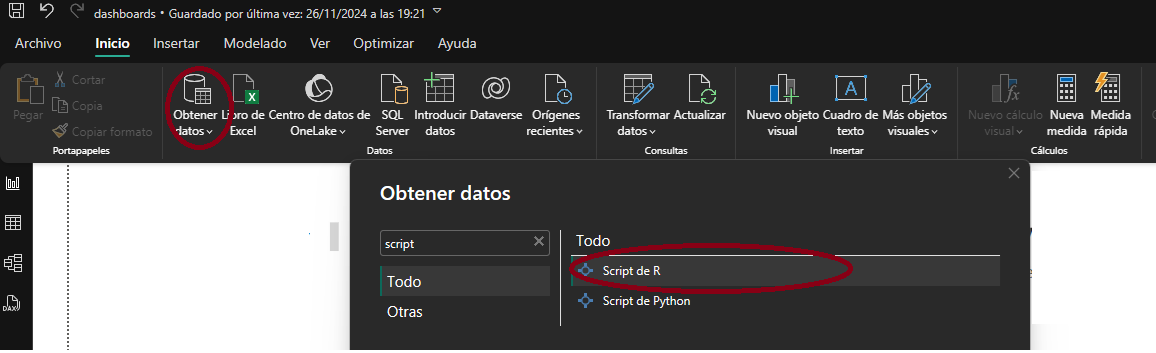 dashboards • Guardado por última vez: 26/11/2024 a las 19:21
Archivo Inicio Insertar Modelado Ver Optimizar Ayuda
Pegar
Cortar
Copia
Copiar formato
Portapapeles
Obtener datos
Libro de Excel
Centro de datos de OneLake
SQL Server
Introducir datos
Dataverse
Orígenes recientes
Datos
Transformar datos
Actualizar
Consultas
Nuevo objeto visual
Cuadro de texto
Más objetos visuales
Insertar
Nuevo cálculo visual
Nueva medida
Medida rápida
Cálculos
DAX
Obtener datos
script
Todo
Otras
Todo
Script de R
Script de Python